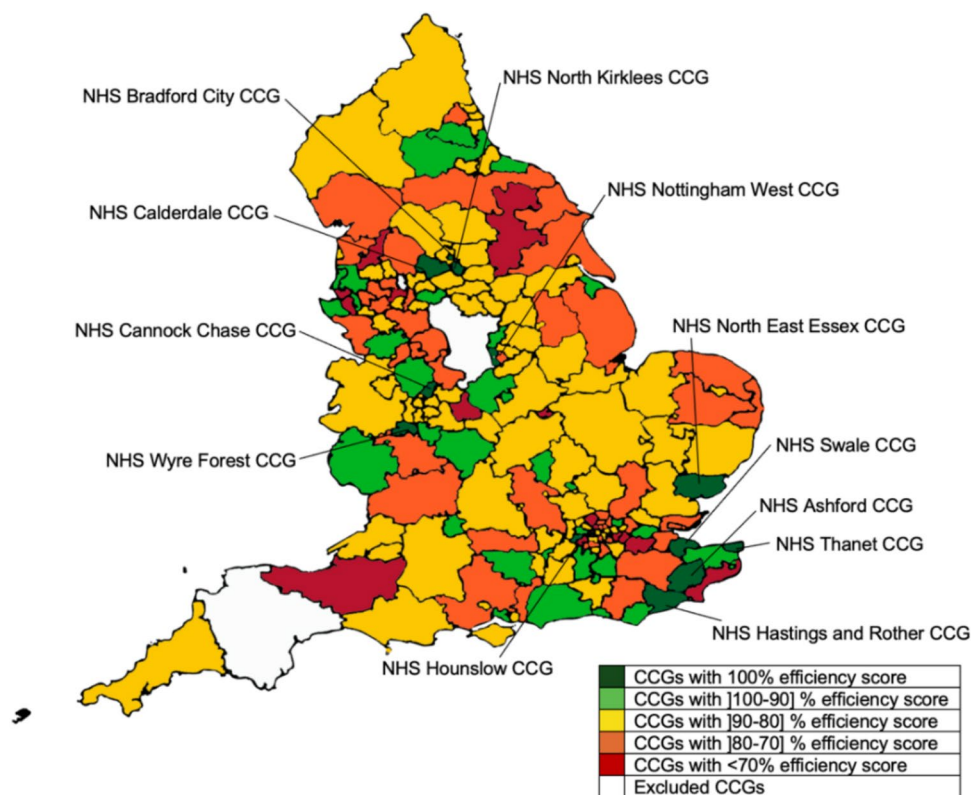 NHS North Kirklees CCG
NHS Bradford City CCG
NHS Nottingham West CCG
NHS Calderdale CCG
NHS Cannock Chase CCG
NHS North East Essex CCG
NHS Swale CCG
NHS Wyre Forest CCG
NHS Ashford CCG
NHS Thanet CCG
NHS Hastings and Rother CCG
NHS Hounslow CCG
CCGs with 100% efficiency score
CCGs with ]100-90] % efficiency score
CCGs with ]90-80] % efficiency score
CCGs with ]80-70] % efficiency score
CCGs with <70% efficiency score
Excluded CCGs